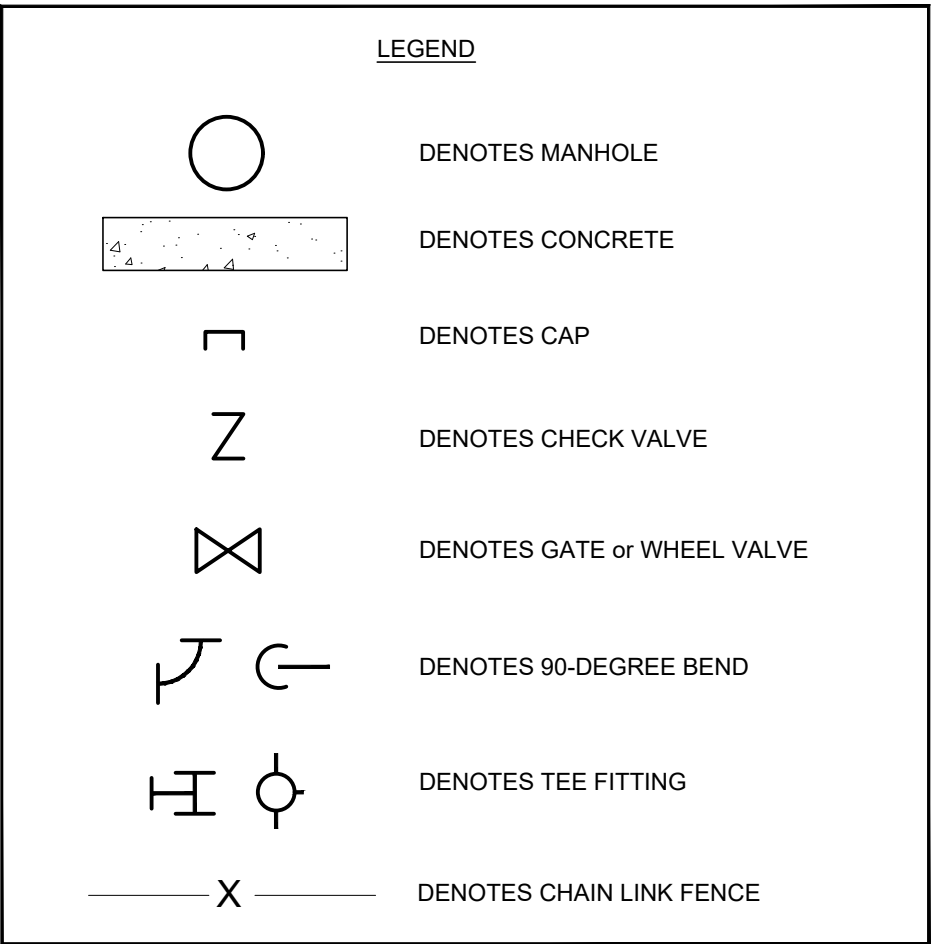 LEGEND
DENOTES MANHOLE
DENOTES CONCRETE
DENOTES CAP
Z DENOTES CHECK VALVE
DENOTES GATE or WHEEL VALVE
DENOTES 90-DEGREE BEND
DENOTES TEE FITTING
X DENOTES CHAIN LINK FENCE